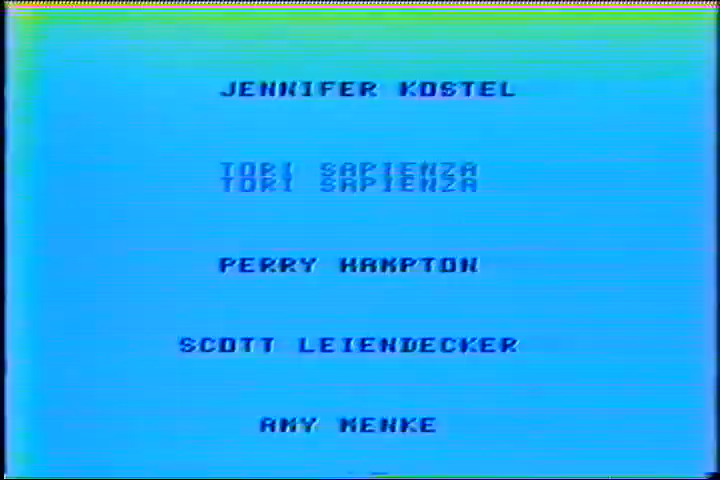 JENNIFER KOSTEL
TORI SAPIENZA
TORI SAPIENZA
PERRY HAMPTON
SCOTT LEIENDECKER
AMY MENKE